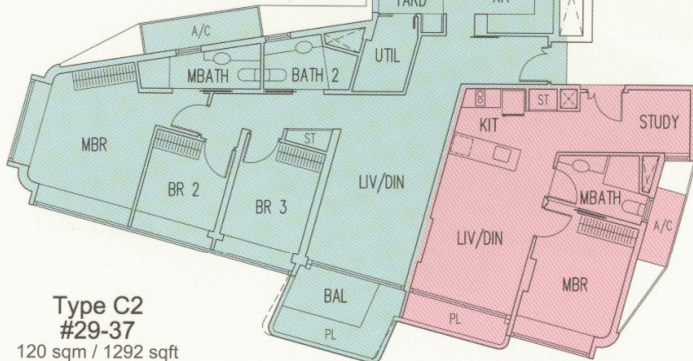 YARD
A/C
UTIL
MBATH
BATH 2
ST
KIT
STUDY
MBR
ST
BR 2
BR 3
LIV/DIN
MBATH
LIV/DIN
A/C
MBR
BAL
PL
PL
Type C2
#29-37
120 sqm / 1292 sqft